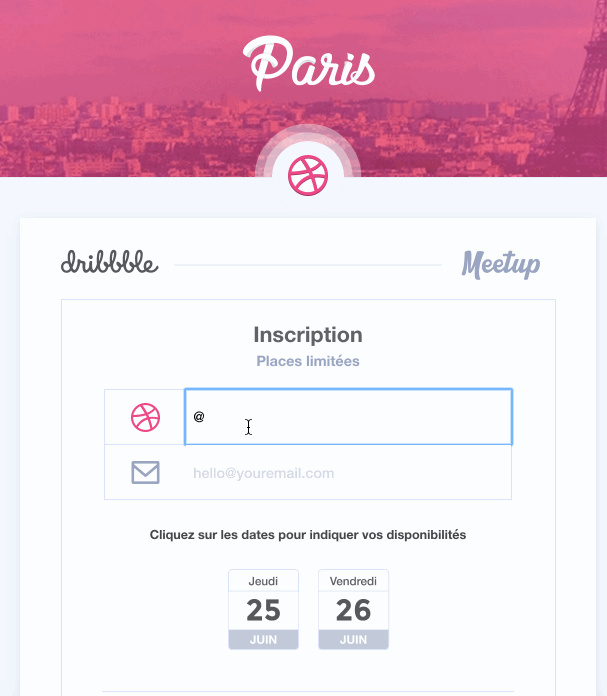 Paris
dribbble
Meetup
Inscription
Places limitées
@
hello@youremail.com
Cliquez sur les dates pour indiquer vos disponibilités
Jeudi
25
JUIN
Vendredi
26
JUIN